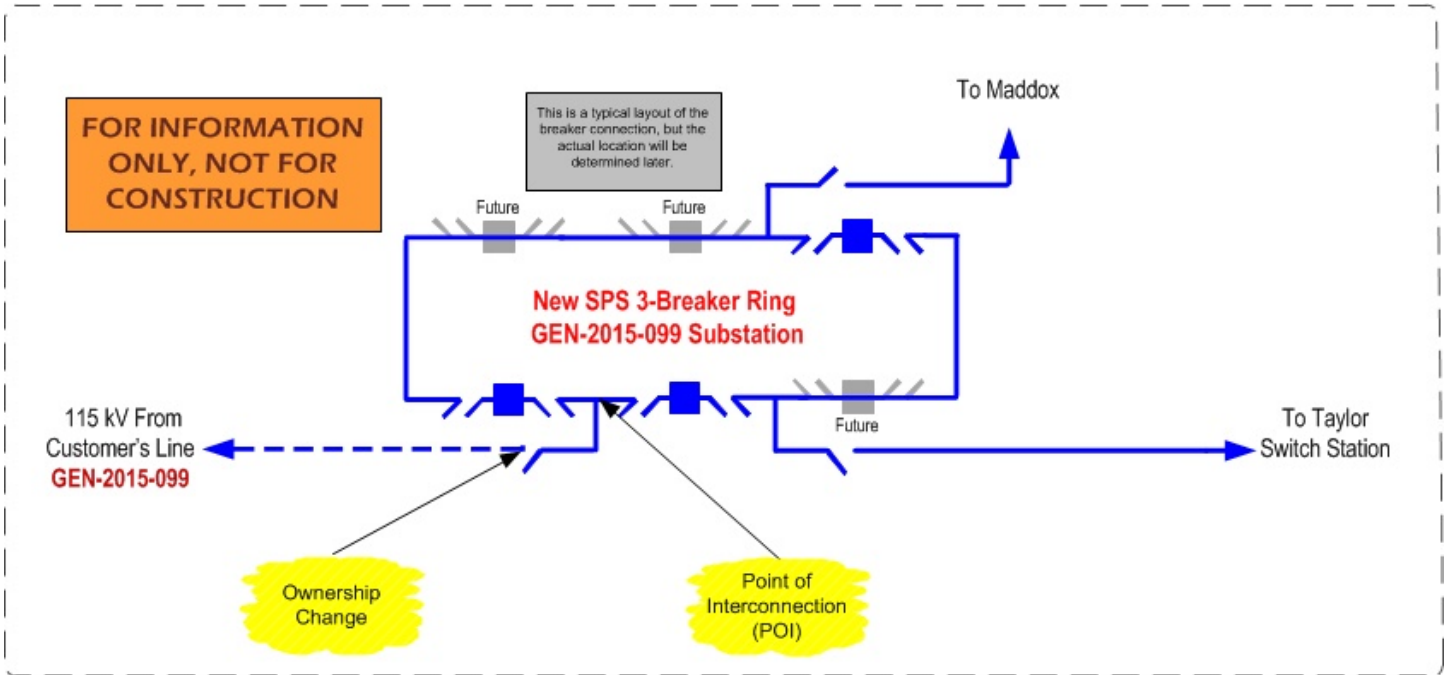 FOR INFORMATION
ONLY, NOT FOR
CONSTRUCTION
This is a typical layout of the
breaker connection, but the
actual location will be
determined later.
To Maddox
Future
Future
New SPS 3-Breaker Ring
GEN-2015-099 Substation
115 kV From
Customer's Line
GEN-2015-099
Future
To Taylor
Switch Station
Ownership
Change
Point of
Interconnection
(POI)